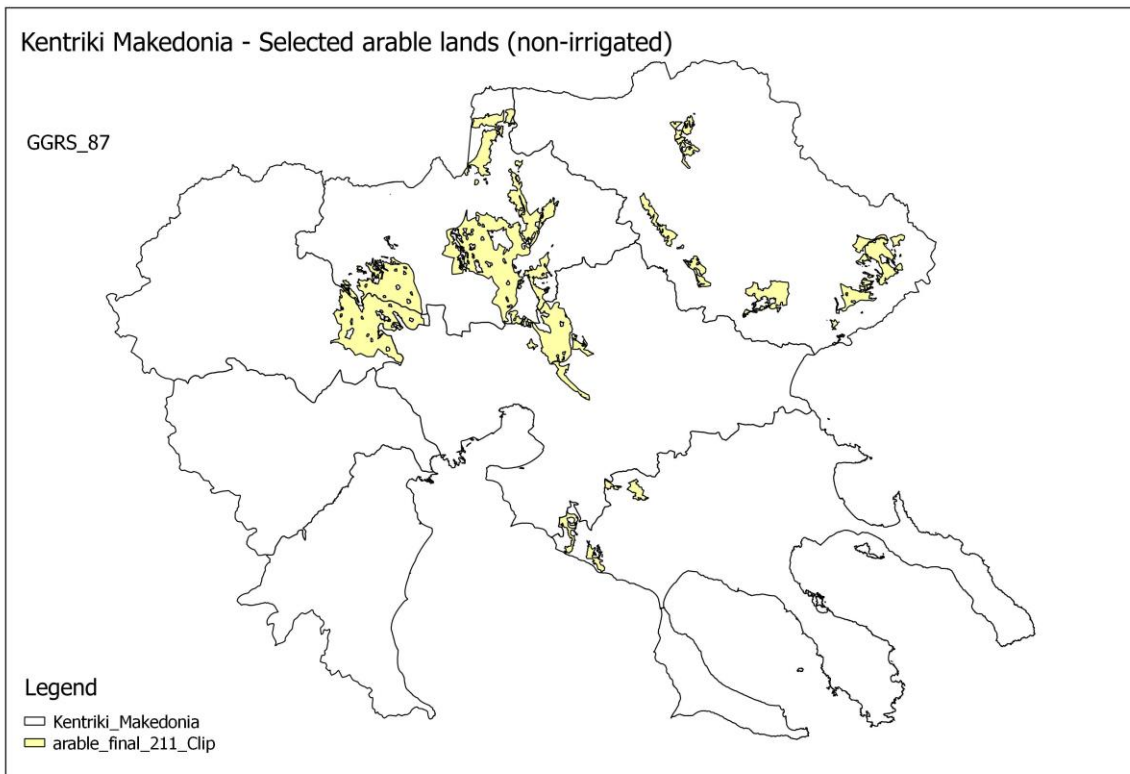 Kentriki Makedonia - Selected arable lands (non-irrigated)
GGRS_87
Legend
Kentriki_Makedonia
arable_final_211_Clip